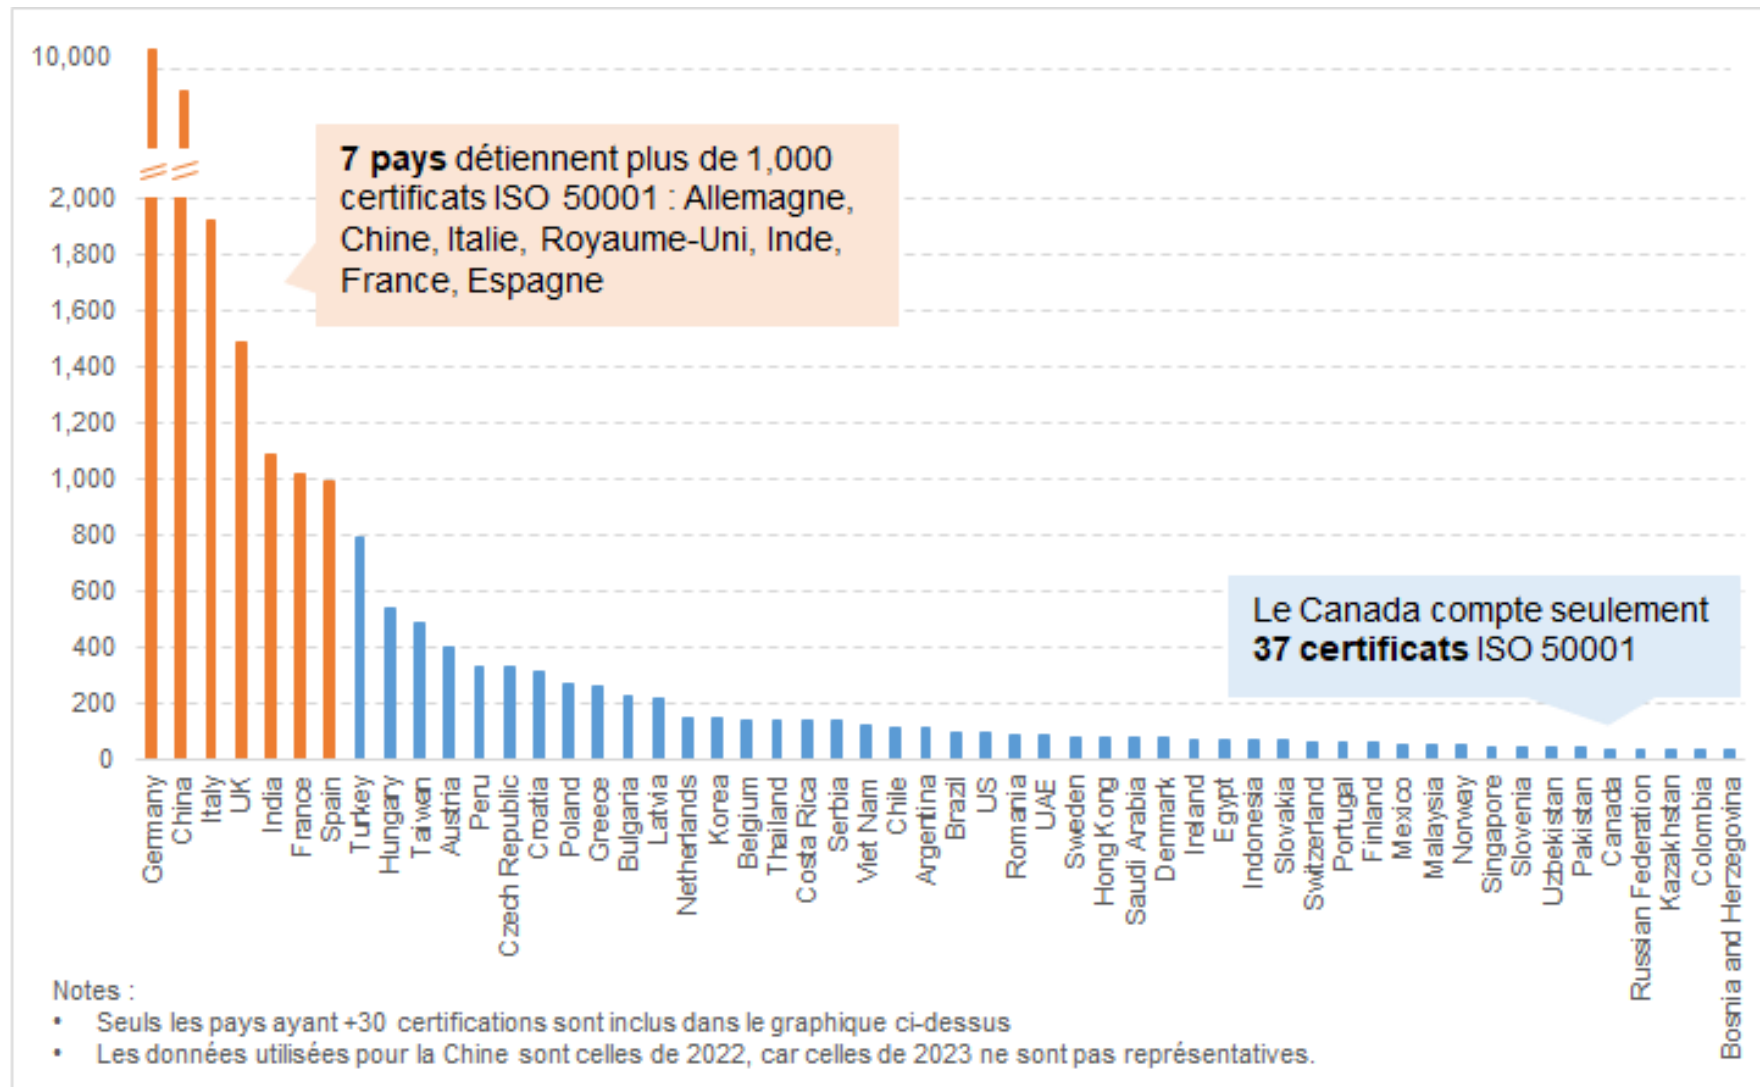 10,000
2,000
1,800
1,600
1,400
1,200
1,000
800
600
400
200
0
7 pays détiennent plus de 1,000
certificats ISO 50001 : Allemagne,
Chine, Italie, Royaume-Uni, Inde,
France, Espagne
Le Canada compte seulement
37 certificats ISO 50001
Germany
China
Italy
UK
India
France
Spain
Turkey
Hungary
Taiwan
Austria
Peru
Czech Republic
Croatia
Poland
Greece
Bulgaria
Latvia
Netherlands
Korea
Belgium
Thailand
Costa Rica
Serbia
Viet Nam
Chile
Argentina
Brazil
US
Romania
UAE
Sweden
Hong Kong
Saudi Arabia
Denmark
Ireland
Egypt
Indonesia
Slovakia
Switzerland
Portugal
Finland
Mexico
Malaysia
Norway
Singapore
Slovenia
Uzbekistan
Pakistan
Canada
Russian Federation
Kazakhstan
Colombia
Bosnia and Herzegovina
Notes :
• Seuls les pays ayant +30 certifications sont inclus dans le graphique ci-dessus
• Les données utilisées pour la Chine sont celles de 2022, car celles de 2023 ne sont pas représentatives.